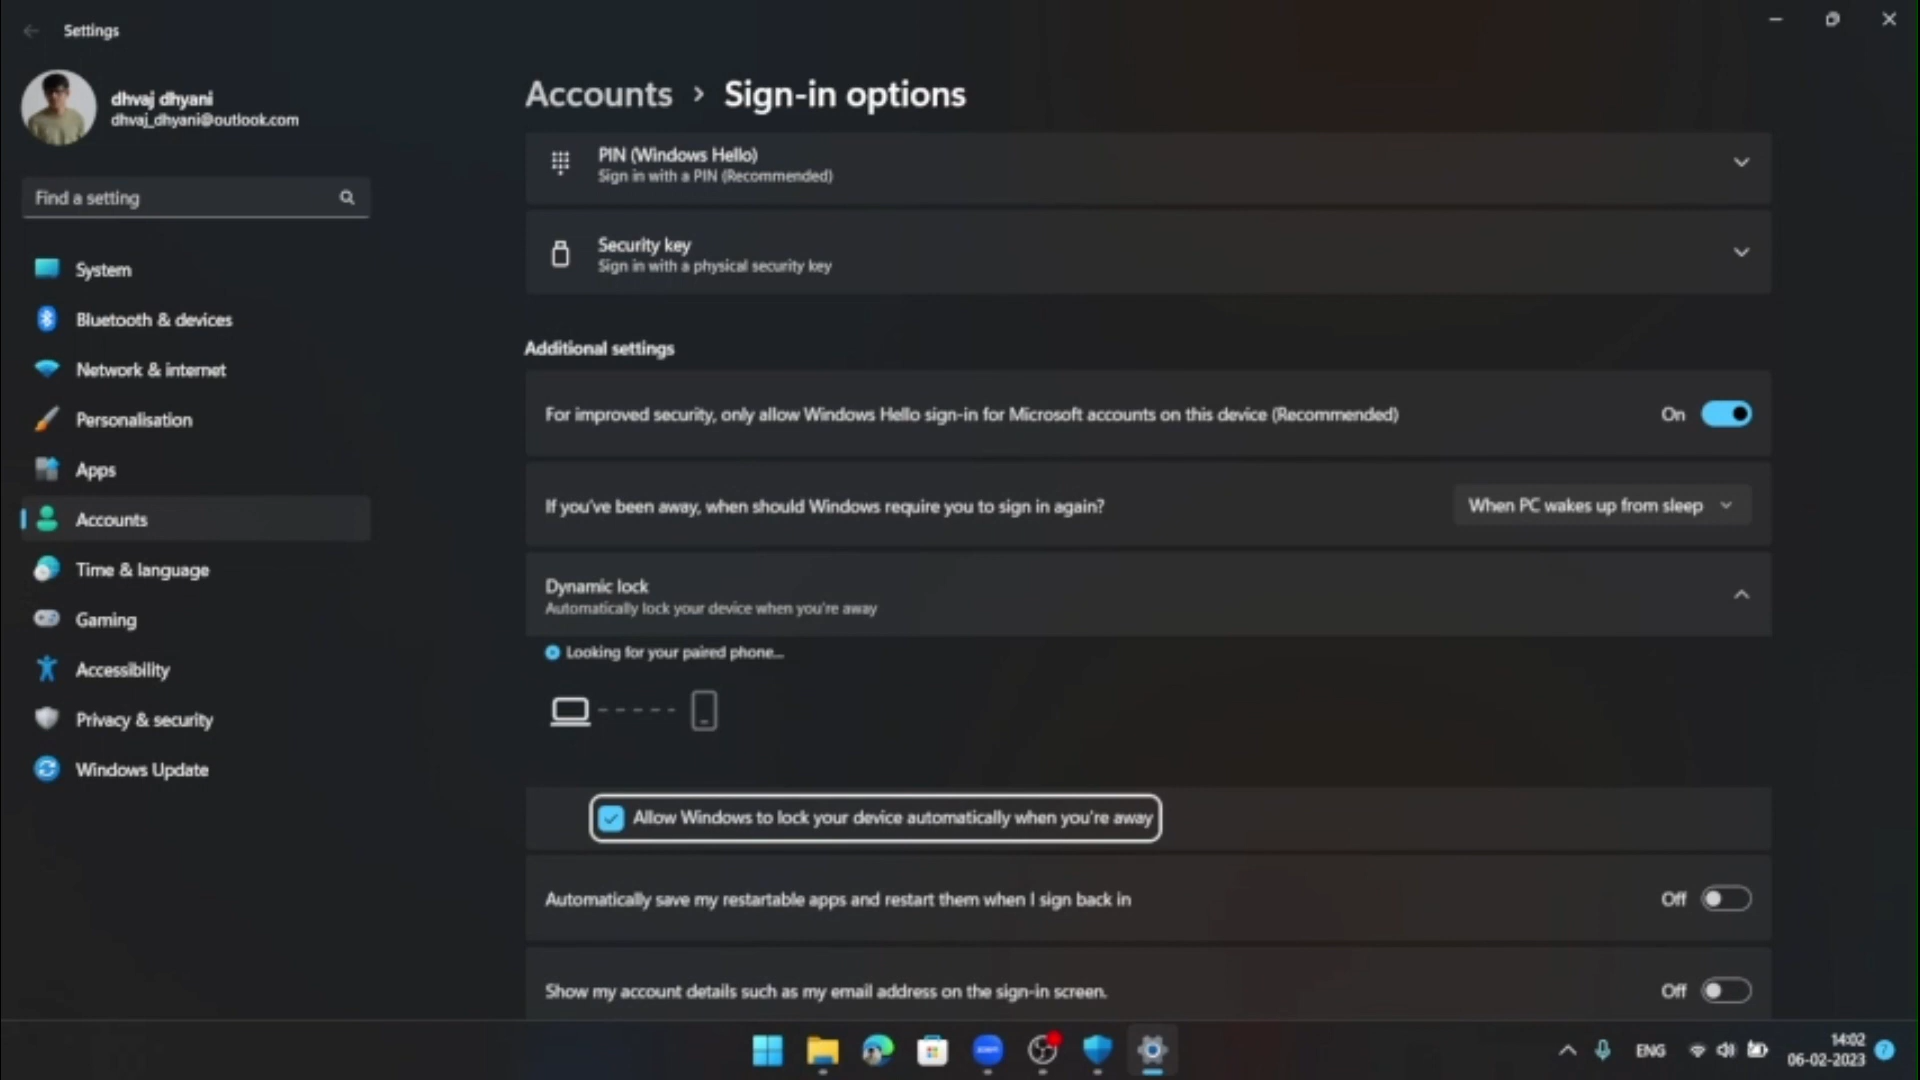 Settings
dhvaj dhyani
dhvaj_dhyani@outlook.com
Find a setting
System
Bluetooth & devices
Network & internet
Personalisation
Apps
Accounts
Time & language
Gaming
Accessibility
Privacy & security
Windows Update
Accounts > Sign-in options
PIN (Windows Hello)
Sign in with a PIN (Recommended)
Security key
Sign in with a physical security key
Additional settings
For improved security, only allow Windows Hello sign-in for Microsoft accounts on this device (Recommended)
On
If you've been away, when should Windows require you to sign in again?
When PC wakes up from sleep
Dynamic lock
Automatically lock your device when you're away
Looking for your paired phone...
Allow Windows to lock your device automatically when you're away
Automatically save my restartable apps and restart them when I sign back in
Off
Show my account details such as my email address on the sign-in screen.
Off
zoom
ENG
14:02
06-02-2023
7